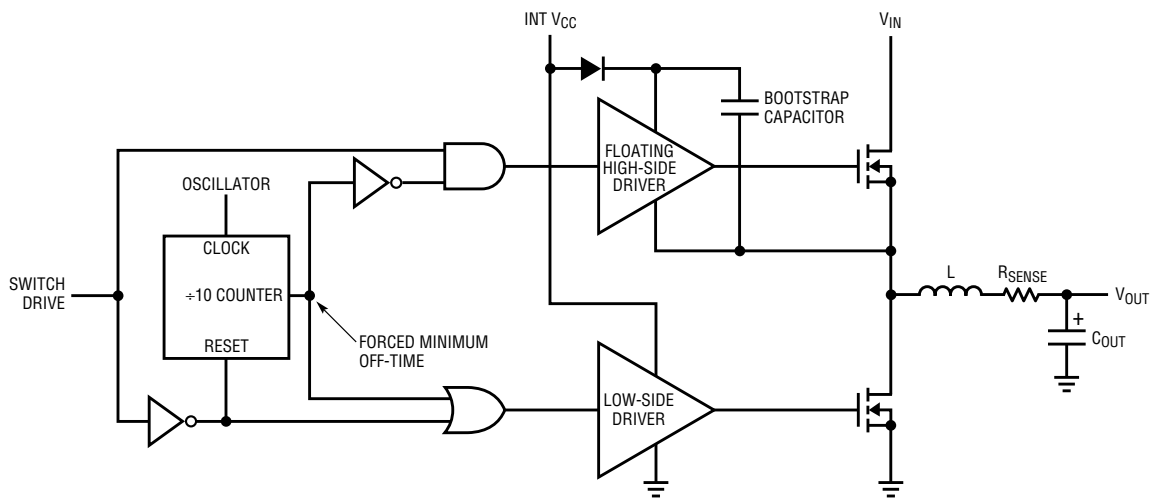 INT VCC
VIN
BOOTSTRAP
CAPACITOR
FLOATING
HIGH-SIDE
DRIVER
OSCILLATOR
CLOCK
÷10 COUNTER
RESET
SWITCH
DRIVE
FORCED MINIMUM
OFF-TIME
LOW-SIDE
DRIVER
L
RSENSE
VOUT
+
COUT